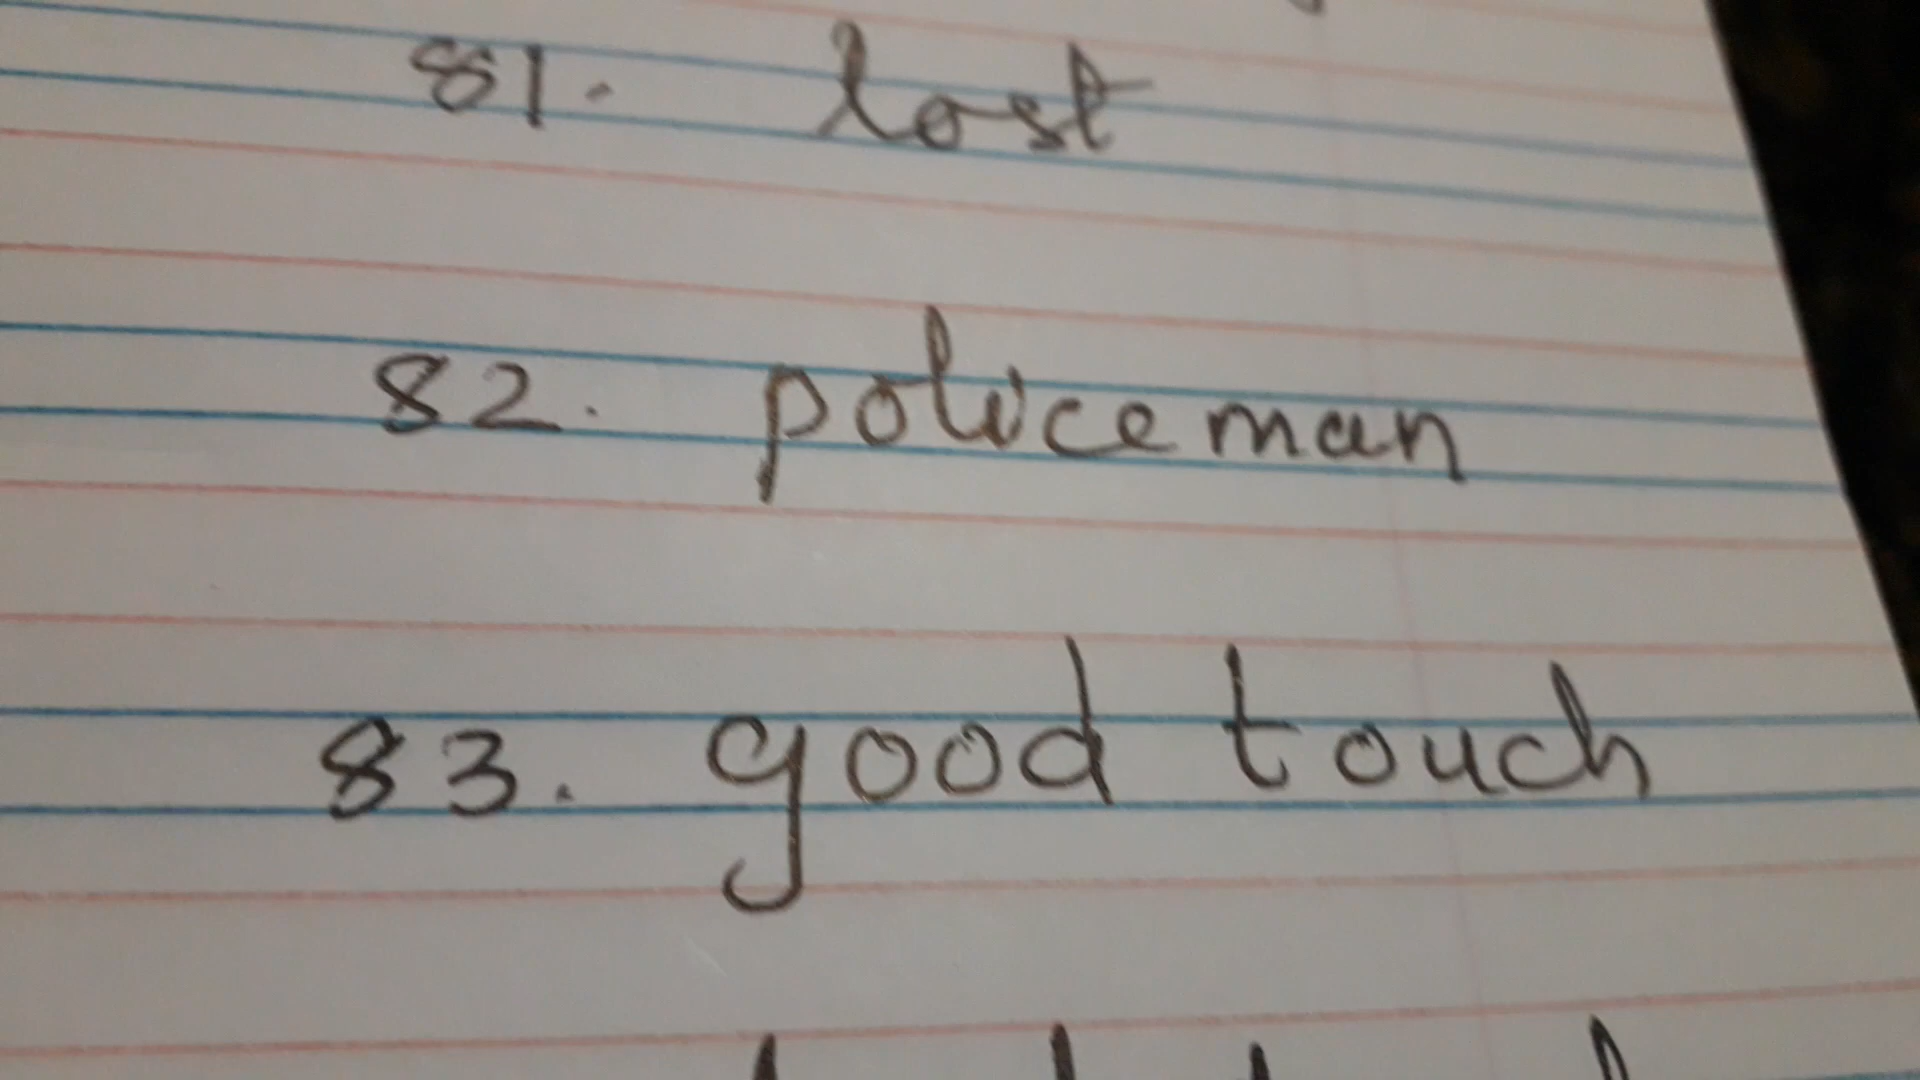 81. lost
82. policeman
83. good touch